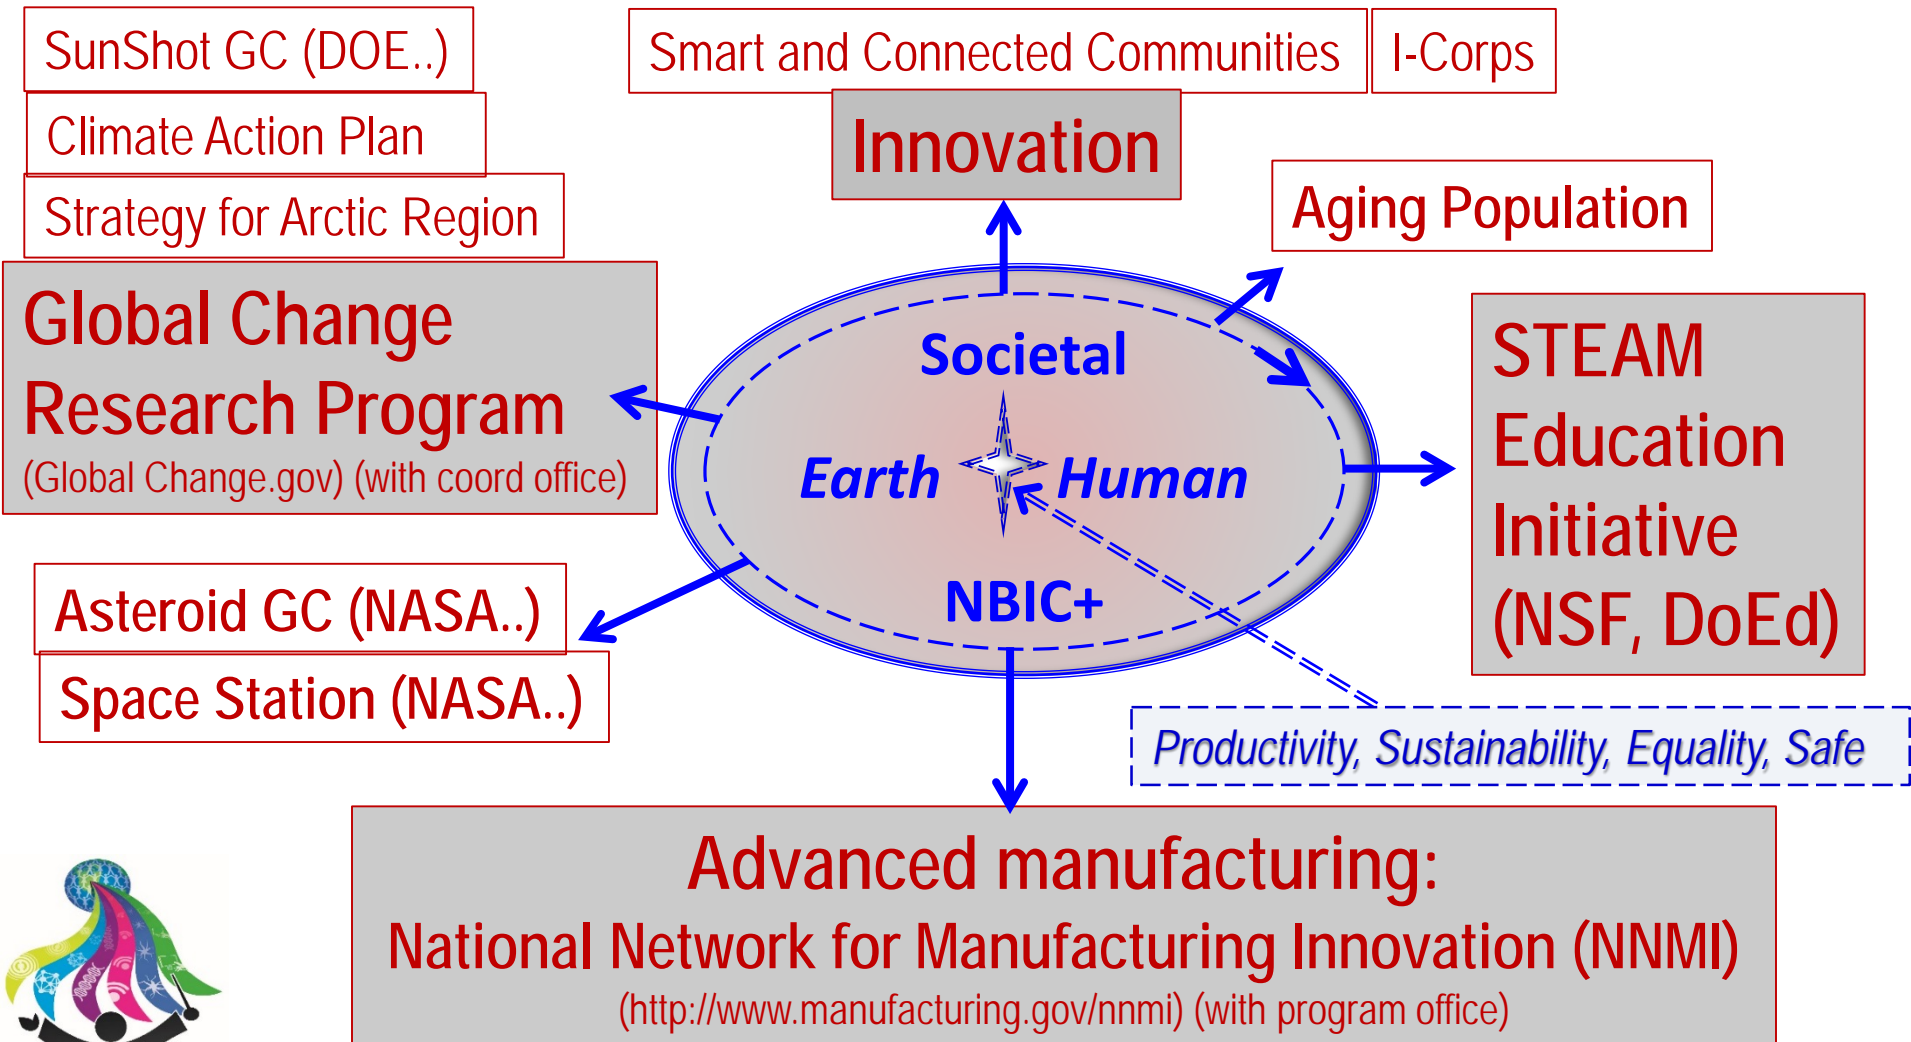 SunShot GC (DOE..)
Climate Action Plan
Strategy for Arctic Region
Global Change
Research Program
(Global Change.gov) (with coord office)
Smart and Connected Communities
I-Corps
Innovation
Aging Population
STEAM
Education
Initiative
(NSF, DoEd)
Societal
Earth
Human
NBIC+
Asteroid GC (NASA..)
Space Station (NASA..)
Productivity, Sustainability, Equality, Safe
Advanced manufacturing:
National Network for Manufacturing Innovation (NNMI)
(http://www.manufacturing.gov/nnmi) (with program office)